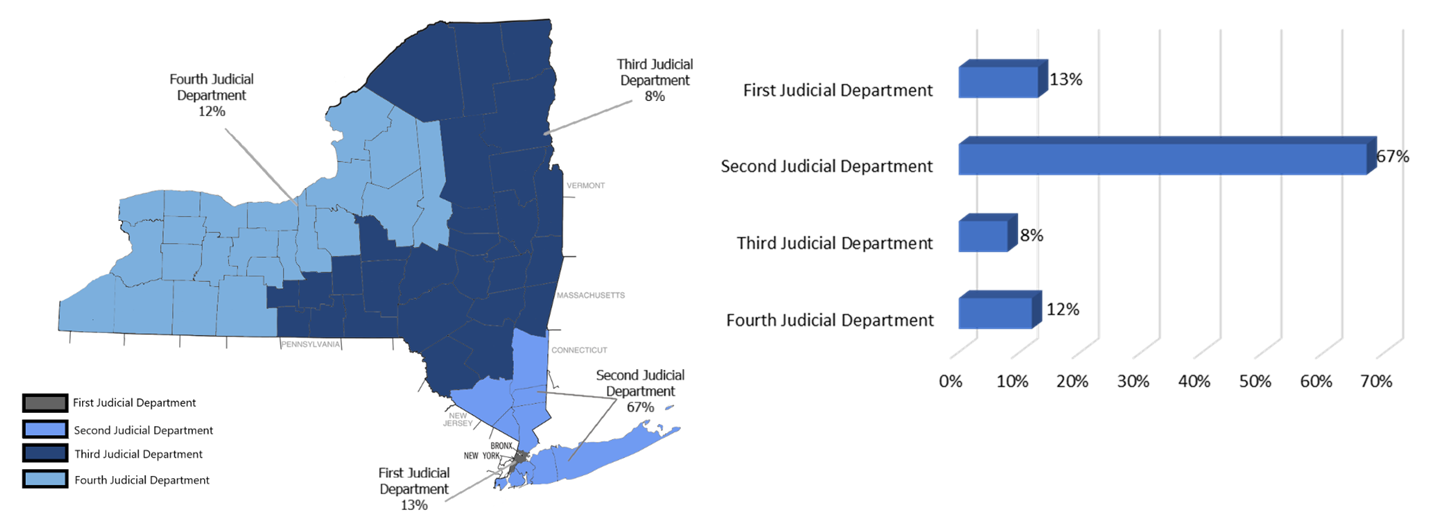 Fourth Judicial
Department
12%
Third Judicial
Department
8%
VERMONT
MASSACHUSETTS
CONNECTICUT
PENNSYLVANIA
NEW
JERSEY
BRONX
NEW YORK
Second Judicial
Department
67%
First Judicial
Department
13%
First Judicial Department
Second Judicial Department
Third Judicial Department
Fourth Judicial Department
First Judicial Department
13%
Second Judicial Department
67%
Third Judicial Department
8%
Fourth Judicial Department
12%
0% 10% 20% 30% 40% 50% 60% 70%